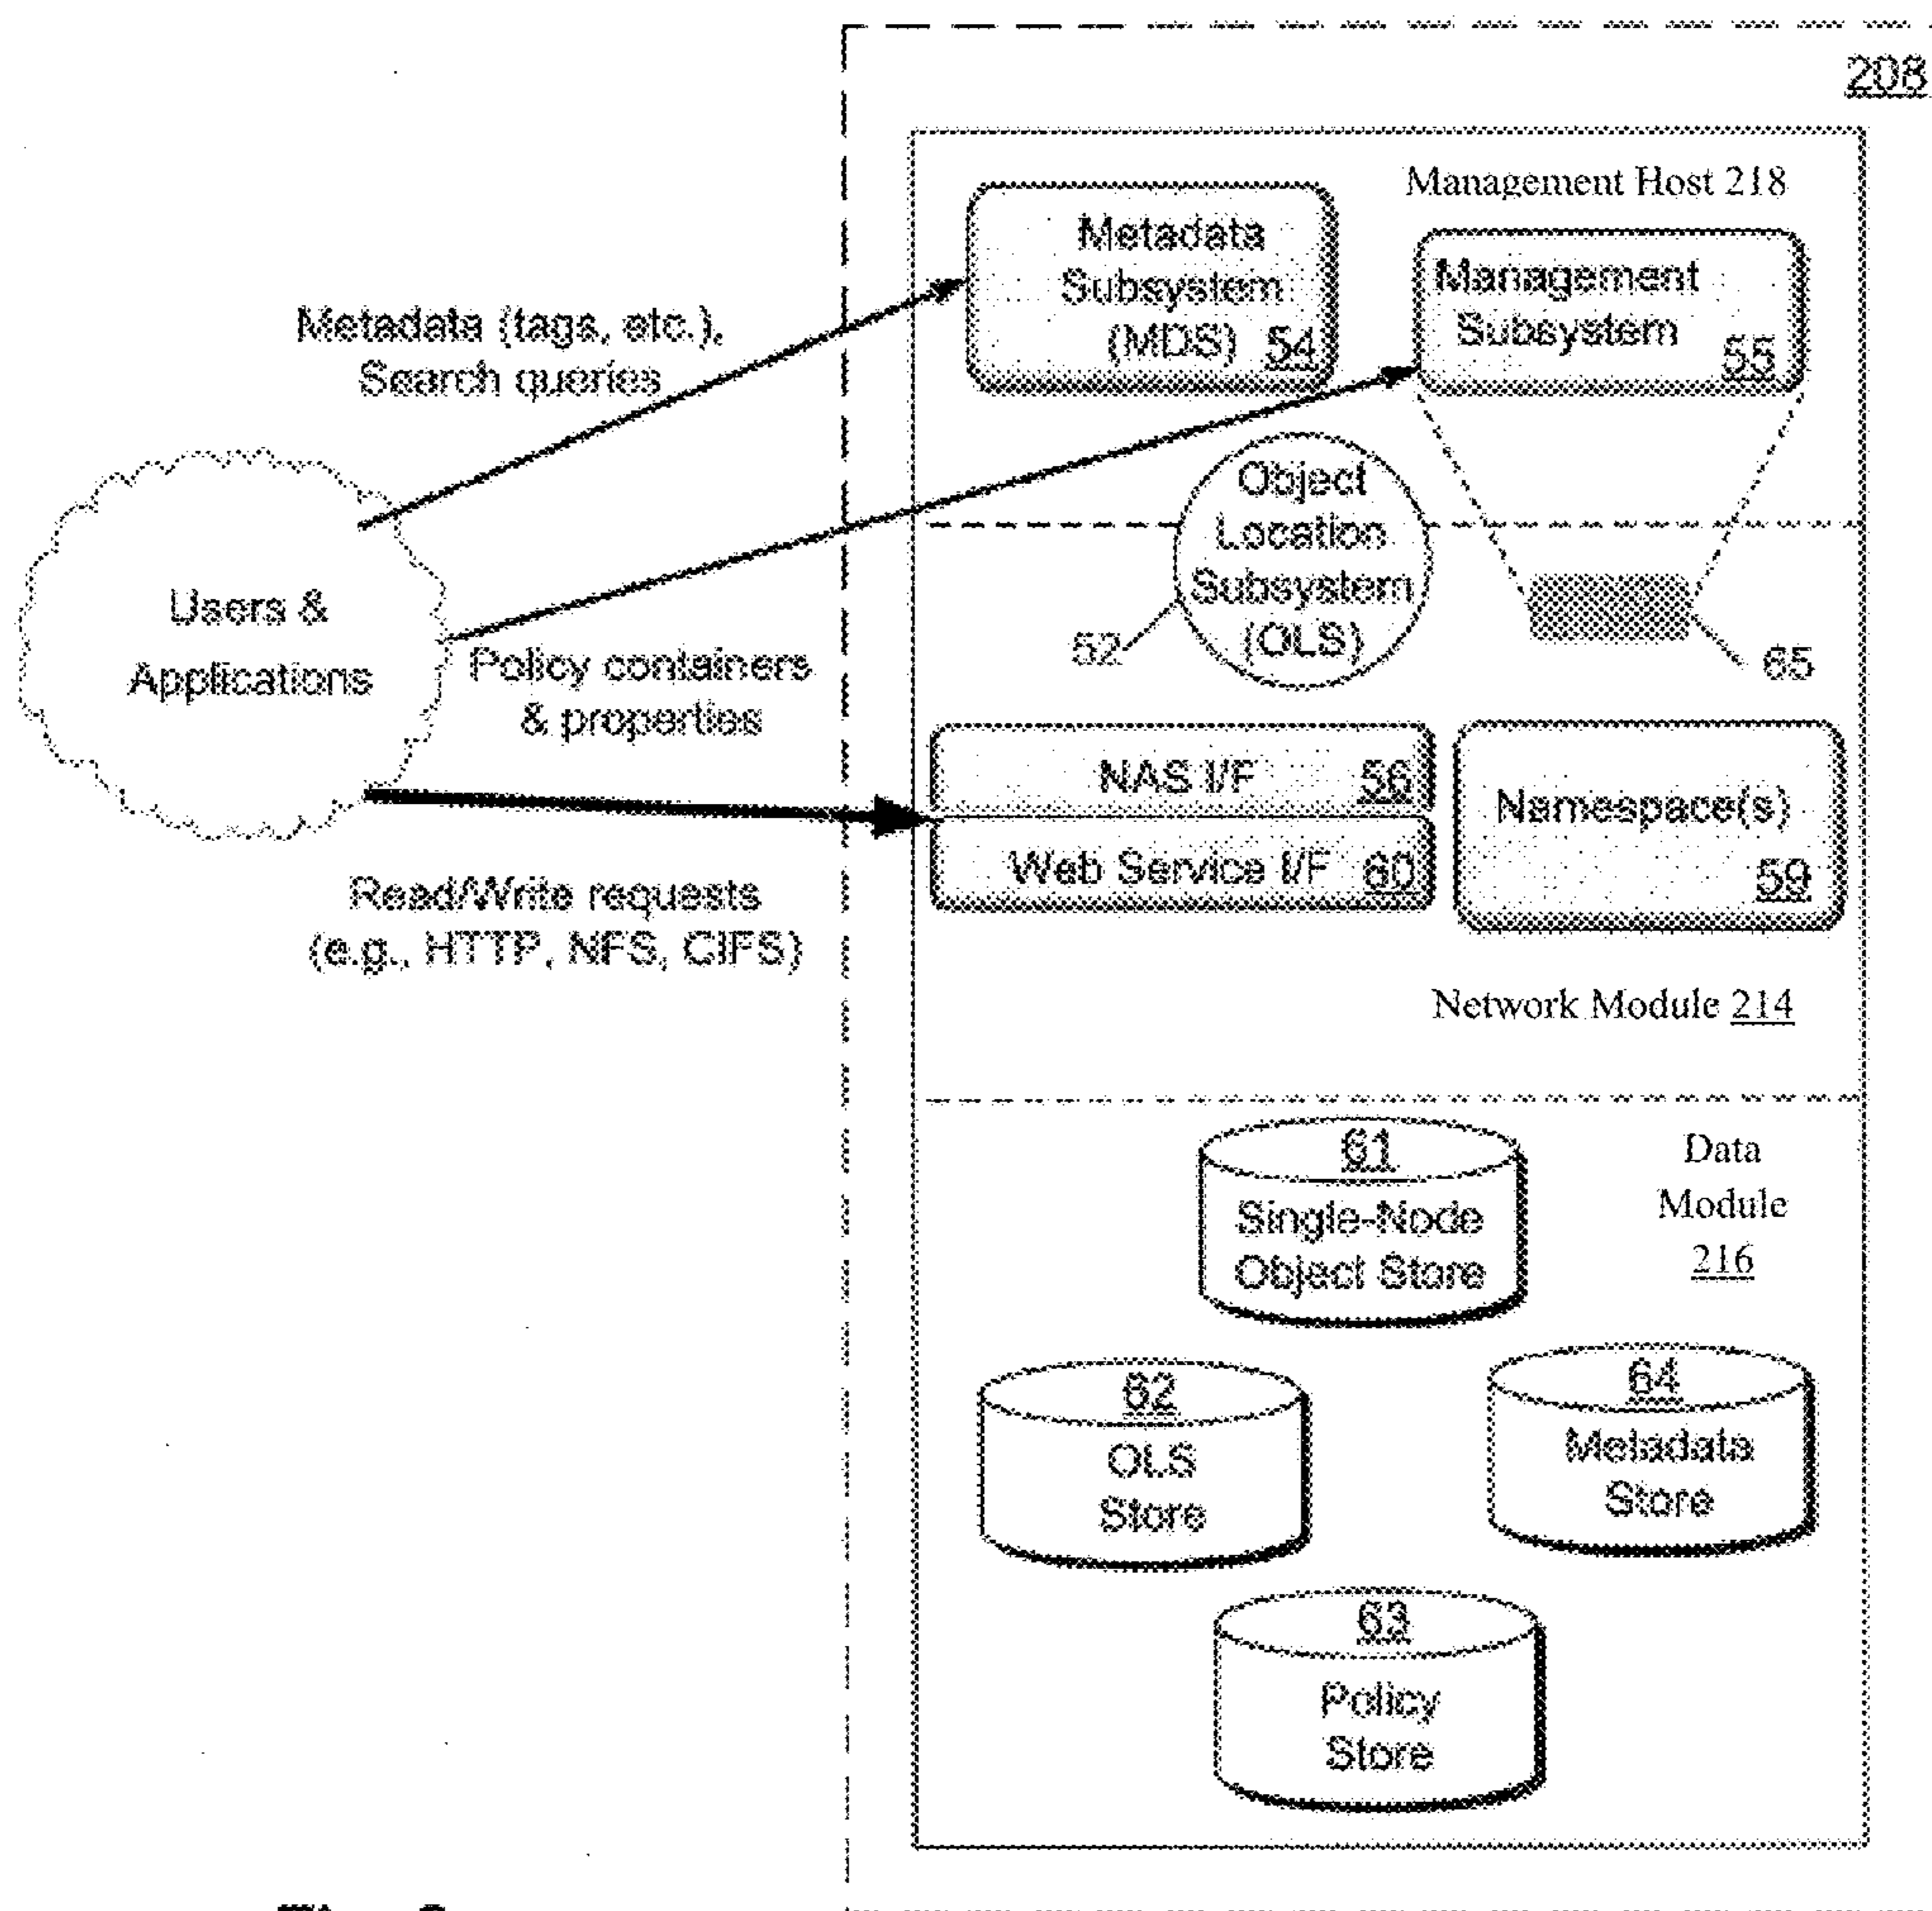 208
Management Host 218
Metadata
Subsystem
(MDS) 54
Management
Subsystem 55
Metadata (tags, etc.),
Search queries
Object
Location
Subsystem
(OLS)
52
65
Users &
Applications
Policy containers
& properties
NAS I/F 56
Web Service I/F 60
Namespace(s)
59
Read/Write requests
(e.g., HTTP, NFS, CIFS)
Network Module 214
61
Single-Node
Object Store
Data
Module
216
62
OLS
Store
64
Metadata
Store
63
Policy
Store